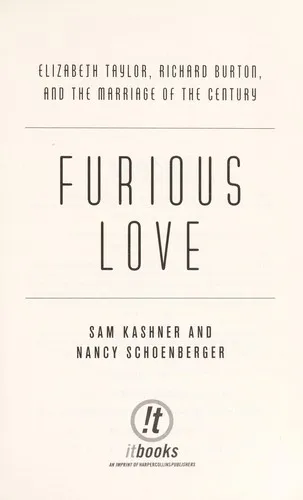 ELIZABETH TAYLOR, RICHARD BURTON,
AND THE MARRIAGE OF THE CENTURY
FURIOUS
LOVE
SAM KASHNER AND
NANCY SCHOENBERGER
!t
itbooks
AN IMPRINT OF HARPERCOLLINSPUBLISHERS